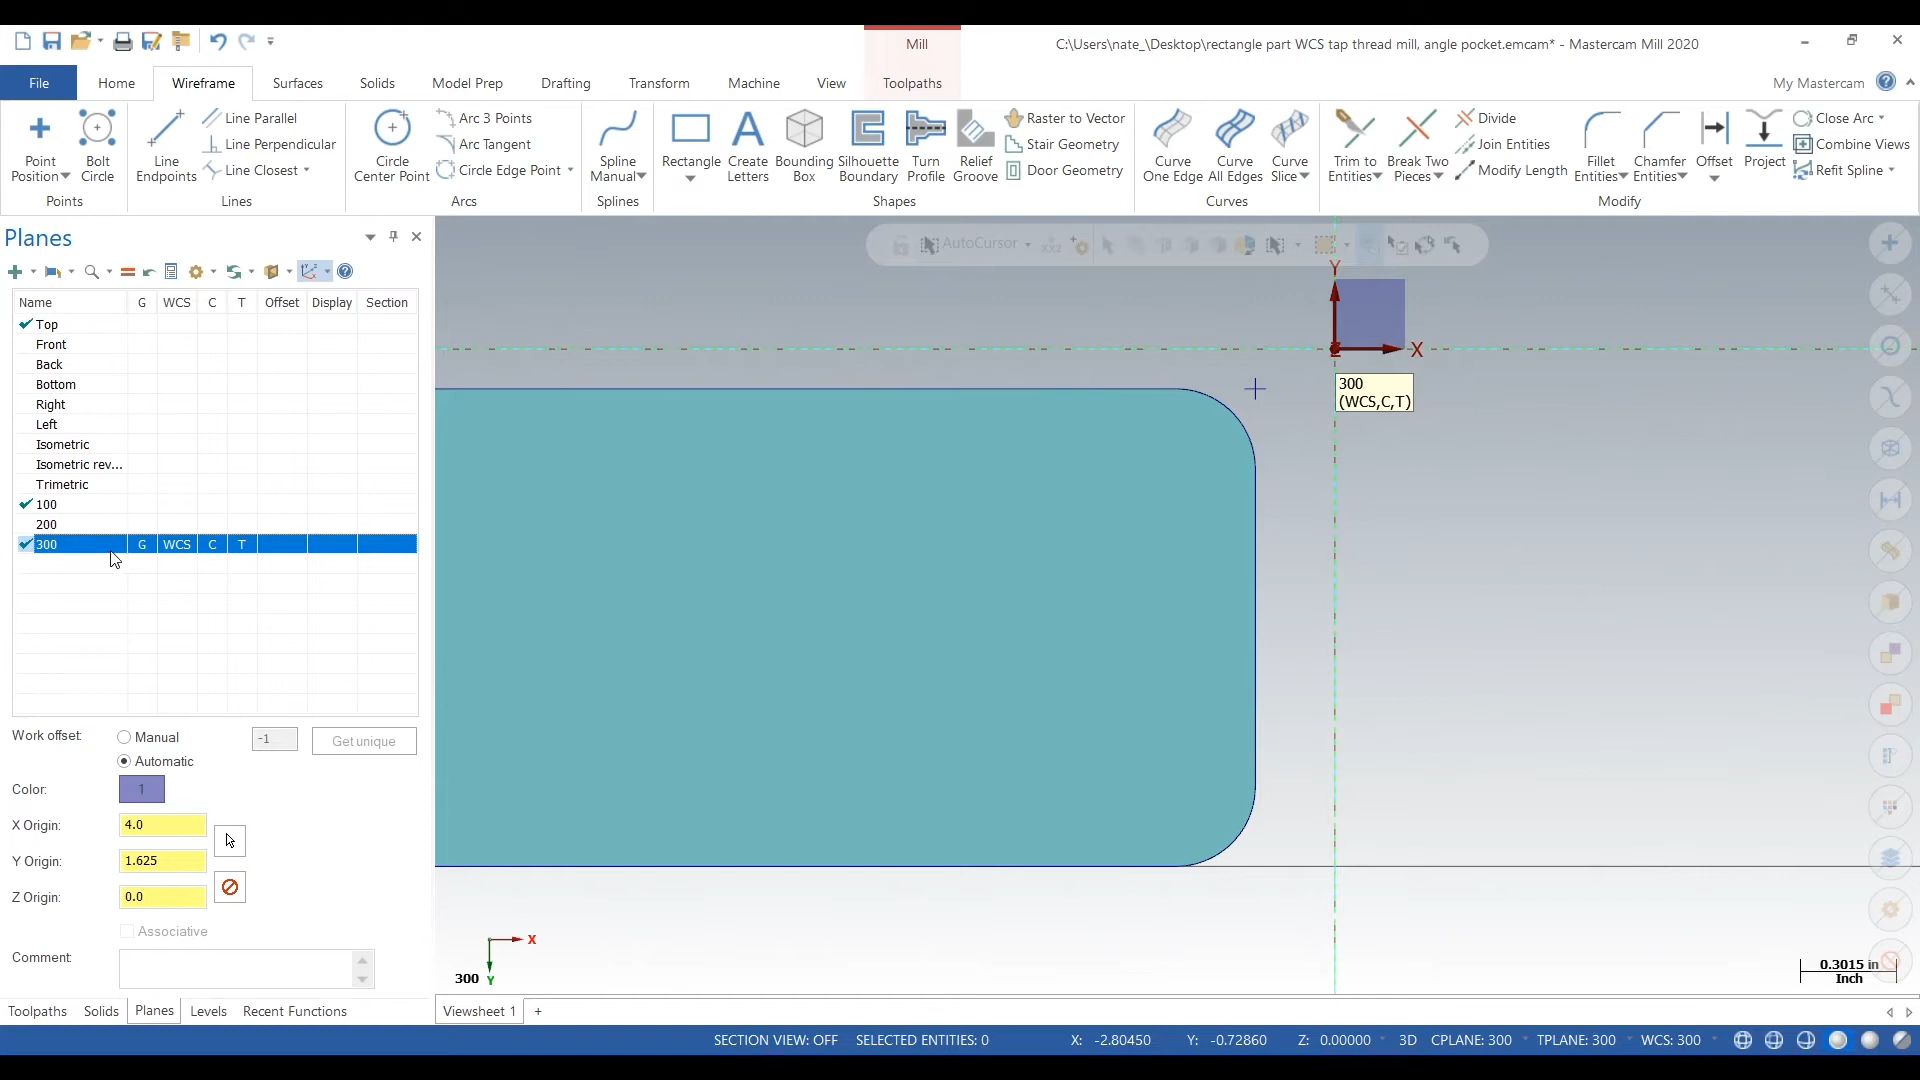 Mill
C:\Users\nate_\Desktop\rectangle part WCS tap thread mill, angle pocket.emcam* - Mastercam Mill 2020
File Home Wireframe Surfaces Solids Model Prep Drafting Transform Machine View Toolpaths My Mastercam
Point Position
Bolt Circle
Points
Line Endpoints
Line Parallel
Line Perpendicular
Line Closest
Lines
Circle Center Point
Arc 3 Points
Arc Tangent
Circle Edge Point
Arcs
Spline Manual
Splines
Rectangle
Create Letters
Bounding Box
Silhouette Boundary
Turn Profile
Relief Groove
Raster to Vector
Stair Geometry
Door Geometry
Shapes
Curve One Edge
Curve All Edges
Curve Slice
Curves
Trim to Entities
Break Two Pieces
Divide
Join Entities
Modify Length
Fillet Entities
Chamfer Entities
Offset
Project
Close Arc
Combine Views
Refit Spline
Modify
Planes
Name G WCS C T Offset Display Section
Top
Front
Back
Bottom
Right
Left
Isometric
Isometric rev...
Trimetric
100
200
300 G WCS C T
Work offset: Manual -1 Get unique
Automatic
Color: 1
X Origin: 4.0
Y Origin: 1.625
Z Origin: 0.0
Associative
Comment:
Toolpaths Solids Planes Levels Recent Functions
AutoCursor
Y
Z X
300
(WCS,C,T)
X
300 Y
0.3015 in
Inch
Viewsheet 1 +
SECTION VIEW: OFF SELECTED ENTITIES: 0 X: -2.80450 Y: -0.72860 Z: 0.00000 3D CPLANE: 300 TPLANE: 300 WCS: 300